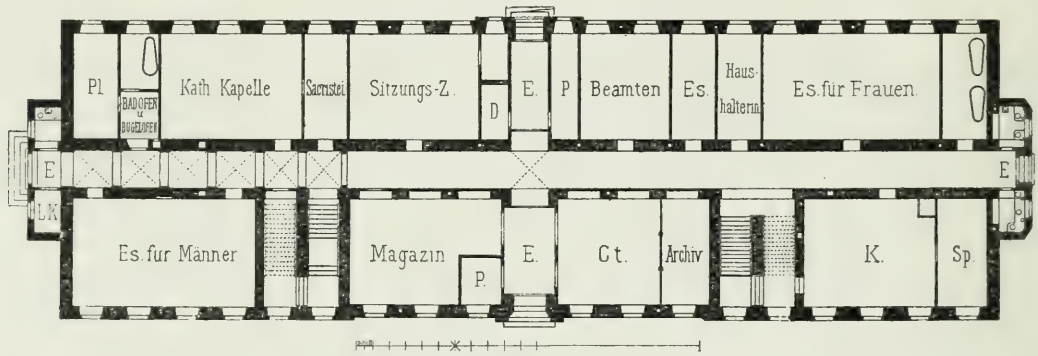 Pl.
BADOFEN
u
BÜGELOFEN
Kath Kapelle
Sacristei
Sitzungs-Z.
D
E.
P
Beamten
Es.
Haus-
hälterin
Es. für Frauen.
E
E
LK
Es. für Männer
Magazin
P.
E.
Ct.
Archiv
K.
Sp.